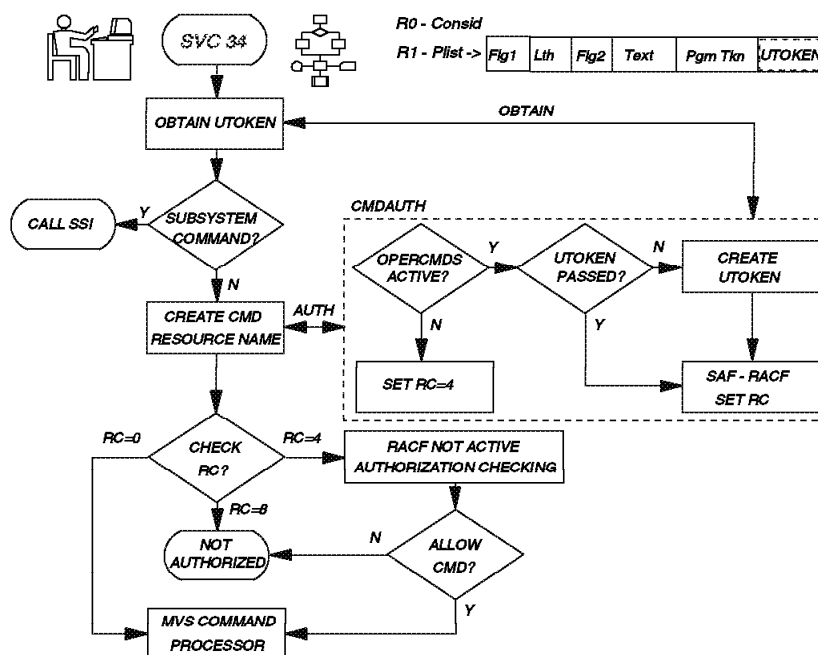 SVC 34
R0 - Consid
R1 - Plist -> Flg1 Lth Flg2 Text Pgm Tkn UTOKEN
OBTAIN UTOKEN
OBTAIN
CALL SSI
Y
SUBSYSTEM
COMMAND?
N
CMDAUTH
OPERCMDS
ACTIVE?
Y
UTOKEN
PASSED?
N
CREATE
UTOKEN
CREATE CMD
RESOURCE NAME
AUTH
N
Y
SET RC=4
SAF - RACF
SET RC
RC=0
CHECK
RC?
RC=4
RACF NOT ACTIVE
AUTHORIZATION CHECKING
RC=8
NOT
AUTHORIZED
N
ALLOW
CMD?
Y
MVS COMMAND
PROCESSOR